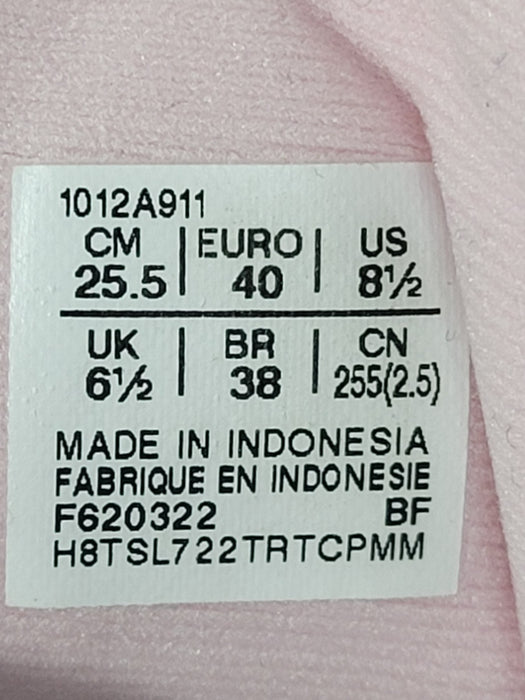 1012A911
CM | EURO | US
25.5 | 40 | 8½
UK | BR | CN
6½ | 38 | 255(2.5)
MADE IN INDONESIA
FABRIQUE EN INDONESIE
F620322 BF
H8TSL722TRTCPMM